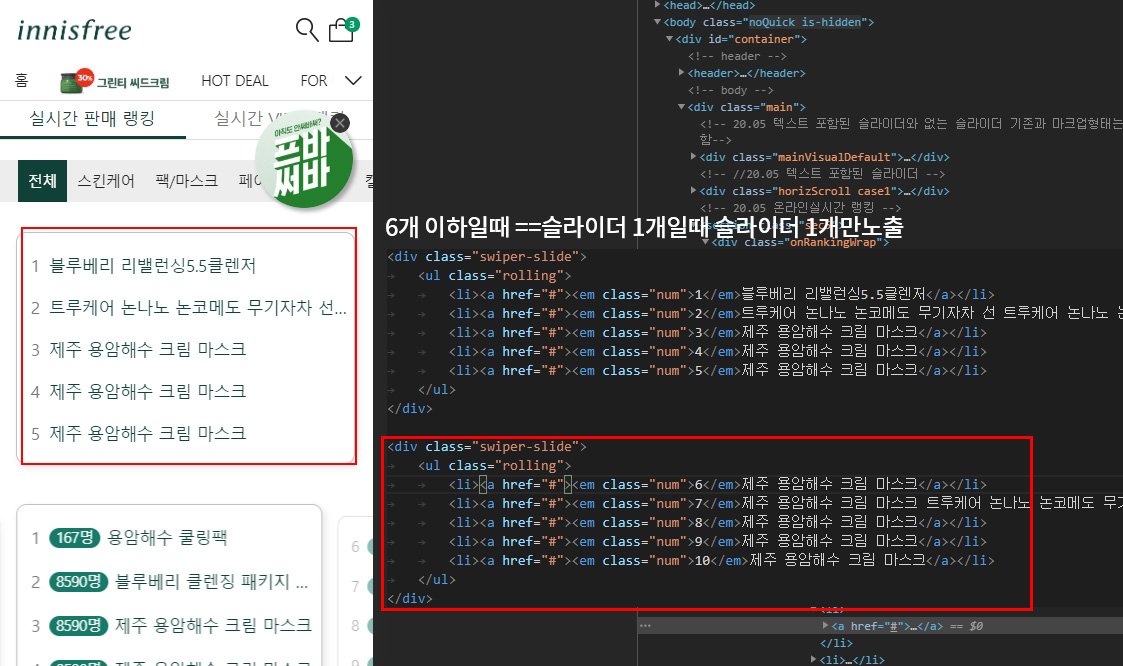 innisfree
3
홈
30%
그린티 씨드크림
HOT DEAL
FOR
실시간 판매 랭킹
실시간
아직도 안써봐써?
쓴바
써바
전체
스킨케어
팩/마스크
1 블루베리 리밸런싱5.5클렌저
2 트루케어 논나노 논코메도 무기자차 선...
3 제주 용암해수 크림 마스크
4 제주 용암해수 크림 마스크
5 제주 용암해수 크림 마스크
1 167명 용암해수 쿨링팩
2 8590명 블루베리 클렌징 패키지 ...
3 8590명 제주 용암해수 크림 마스크
6
7
8
<head>…</head>
<body class="noQuick is-hidden">
<div id="container">
<!-- header -->
<header>…</header>
<!-- body -->
<div class="main">
<!-- 20.05 텍스트 포함된 슬라이더와 없는 슬라이더 기존과 마크업형태는
함-->
<div class="mainVisualDefault">…</div>
<!-- //20.05 텍스트 포함된 슬라이더 -->
<div class="horizScroll case1">…</div>
<!-- 20.05 온라인실시간 랭킹 -->
6개 이하일때 ==슬라이더 1개일때 슬라이더 1개만노출
<div class="onRankingWrap">
<div class="swiper-slide">
<ul class="rolling">
<li><a href="#"><em class="num">1</em>블루베리 리밸런싱5.5클렌저</a></li>
<li><a href="#"><em class="num">2</em>트루케어 논나노 논코메도 무기자차 선 트루케어 논나노
<li><a href="#"><em class="num">3</em>제주 용암해수 크림 마스크</a></li>
<li><a href="#"><em class="num">4</em>제주 용암해수 크림 마스크</a></li>
<li><a href="#"><em class="num">5</em>제주 용암해수 크림 마스크</a></li>
</ul>
</div>
<div class="swiper-slide">
<ul class="rolling">
<li><a href="#"><em class="num">6</em>제주 용암해수 크림 마스크</a></li>
<li><a href="#"><em class="num">7</em>제주 용암해수 크림 마스크 트루케어 논나노 논코메도
<li><a href="#"><em class="num">8</em>제주 용암해수 크림 마스크</a></li>
<li><a href="#"><em class="num">9</em>제주 용암해수 크림 마스크</a></li>
<li><a href="#"><em class="num">10</em>제주 용암해수 크림 마스크</a></li>
</ul>
</div>
<a href="#">…</a> == $0
</li>
<li>…</li>